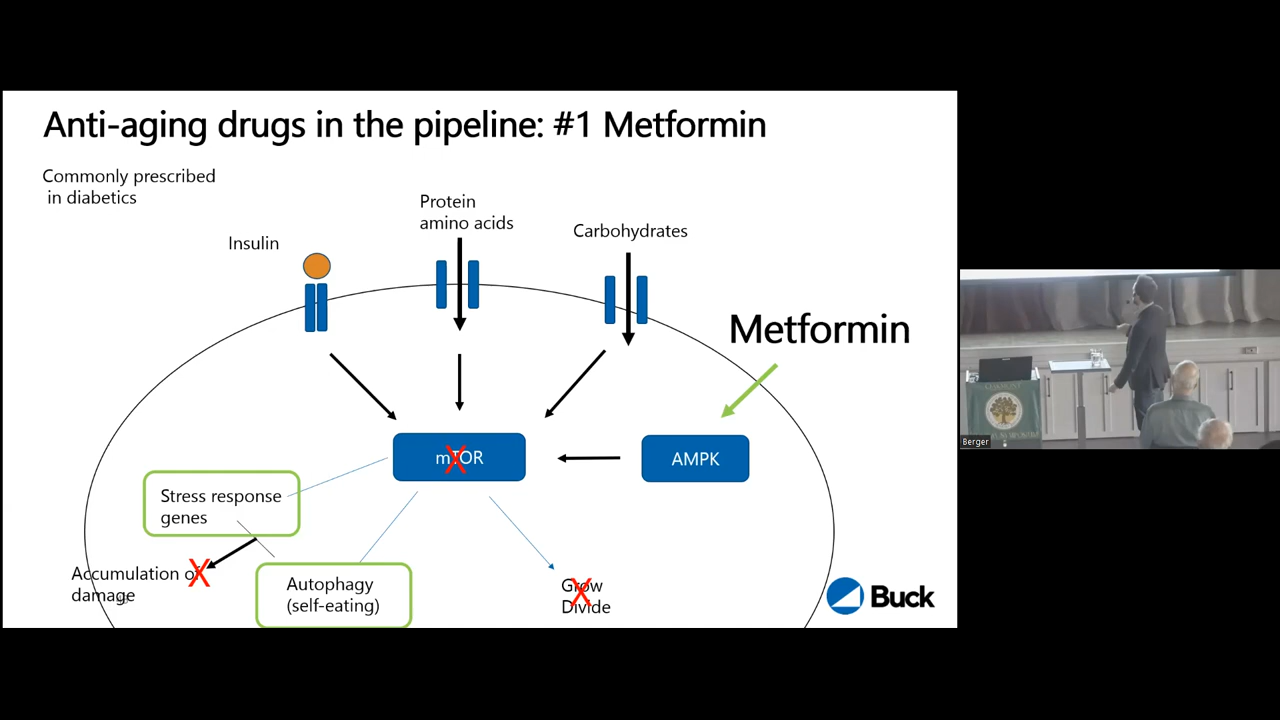 Anti-aging drugs in the pipeline: #1 Metformin
Commonly prescribed
in diabetics
Protein
amino acids
Carbohydrates
Insulin
Metformin
mTOR
AMPK
Stress response
genes
Accumulation of
damage
Autophagy
(self-eating)
Grow
Divide
Buck
Berger